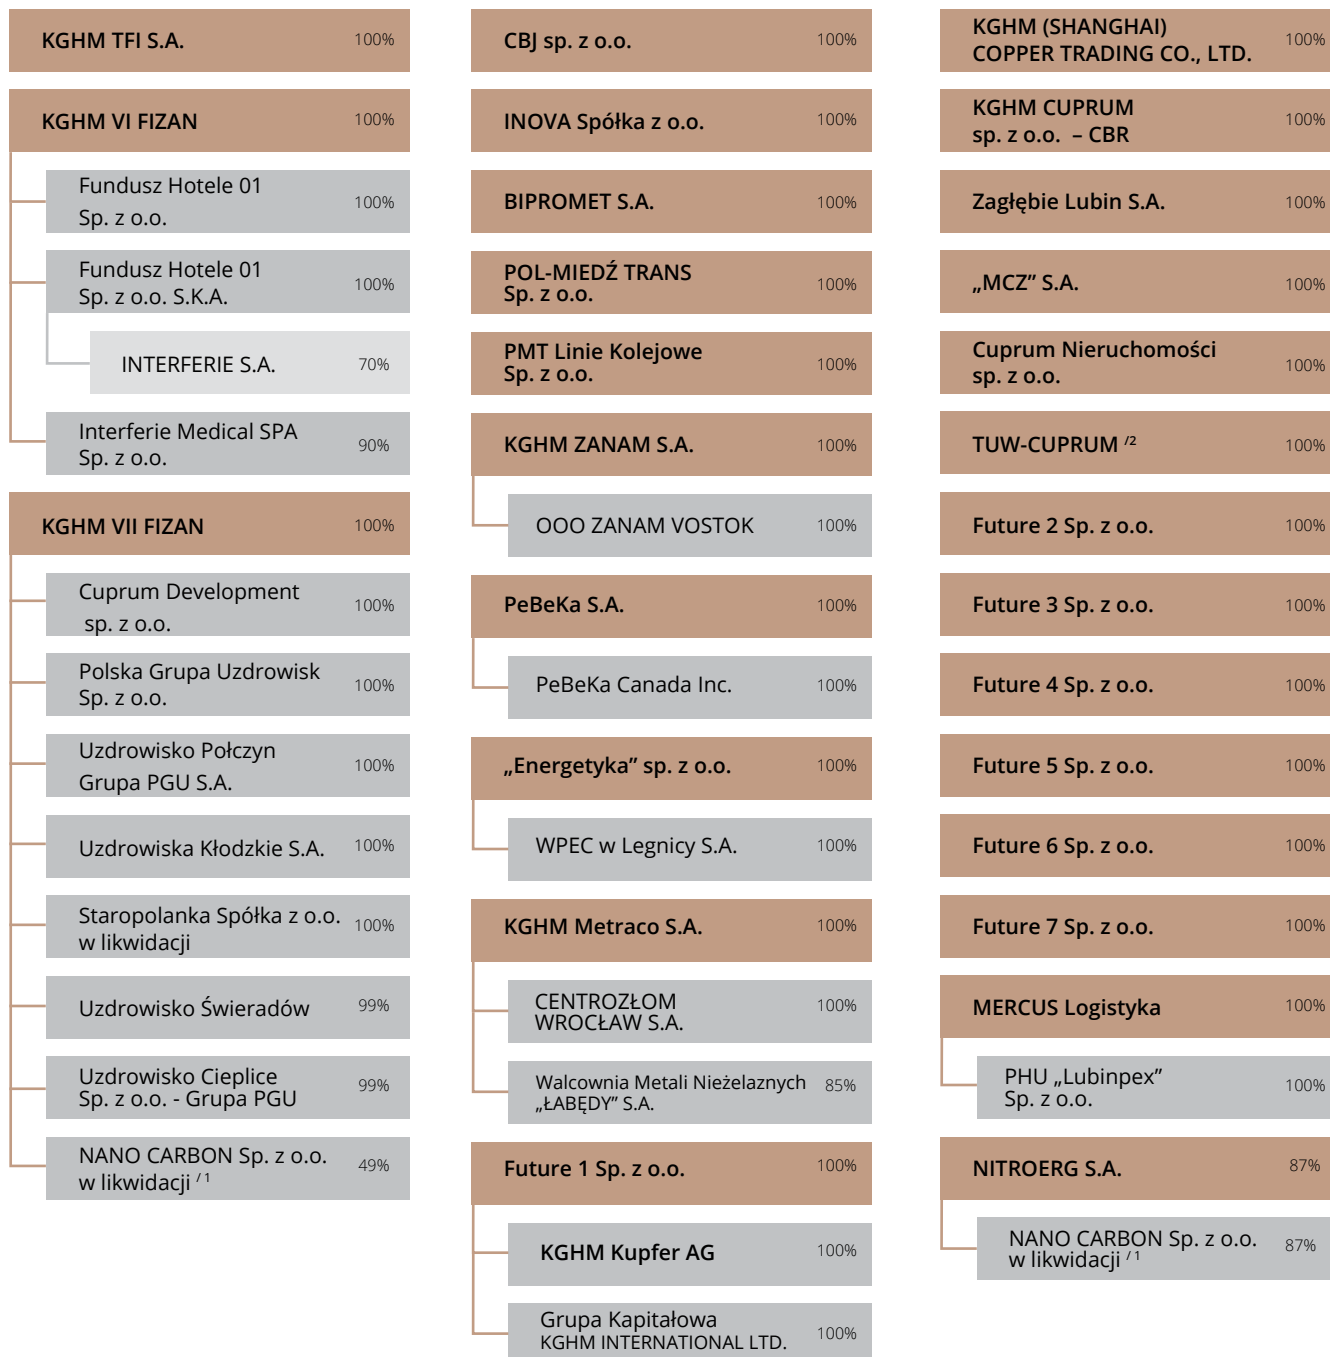 KGHM TFI S.A. 100%
KGHM VI FIZAN 100%
Fundusz Hotele 01
Sp. z o.o. 100%
Fundusz Hotele 01
Sp. z o.o. S.K.A. 100%
INTERFERIE S.A. 70%
Interferie Medical SPA
Sp. z o.o. 90%
KGHM VII FIZAN 100%
Cuprum Development
sp. z o.o. 100%
Polska Grupa Uzdrowisk
Sp. z o.o. 100%
Uzdrowisko Połczyn
Grupa PGU S.A. 100%
Uzdrowiska Kłodzkie S.A. 100%
Staropolanka Spółka z o.o. 100%
w likwidacji
Uzdrowisko Świeradów 99%
Uzdrowisko Cieplice
Sp. z o.o. - Grupa PGU 99%
NANO CARBON Sp. z o.o. 49%
w likwidacji / 1
CBJ sp. z o.o. 100%
INOVA Spółka z o.o. 100%
BIPROMET S.A. 100%
POL-MIEDŹ TRANS
Sp. z o.o. 100%
PMT Linie Kolejowe
Sp. z o.o. 100%
KGHM ZANAM S.A. 100%
OOO ZANAM VOSTOK 100%
PeBeKa S.A. 100%
PeBeKa Canada Inc. 100%
„Energetyka” sp. z o.o. 100%
WPEC w Legnicy S.A. 100%
KGHM Metraco S.A. 100%
CENTROZŁOM 100%
WROCŁAW S.A.
Walcownia Metali Nieżelaznych 85%
„ŁABĘDY” S.A.
Future 1 Sp. z o.o. 100%
KGHM Kupfer AG 100%
Grupa Kapitałowa
KGHM INTERNATIONAL LTD. 100%
KGHM (SHANGHAI)
COPPER TRADING CO., LTD. 100%
KGHM CUPRUM
sp. z o.o. – CBR 100%
Zagłębie Lubin S.A. 100%
„MCZ” S.A. 100%
Cuprum Nieruchomości
sp. z o.o. 100%
TUW-CUPRUM /2 100%
Future 2 Sp. z o.o. 100%
Future 3 Sp. z o.o. 100%
Future 4 Sp. z o.o. 100%
Future 5 Sp. z o.o. 100%
Future 6 Sp. z o.o. 100%
Future 7 Sp. z o.o. 100%
MERCUS Logistyka 100%
PHU „Lubinpex”
Sp. z o.o. 100%
NITROERG S.A. 87%
NANO CARBON Sp. z o.o. 87%
w likwidacji / 1